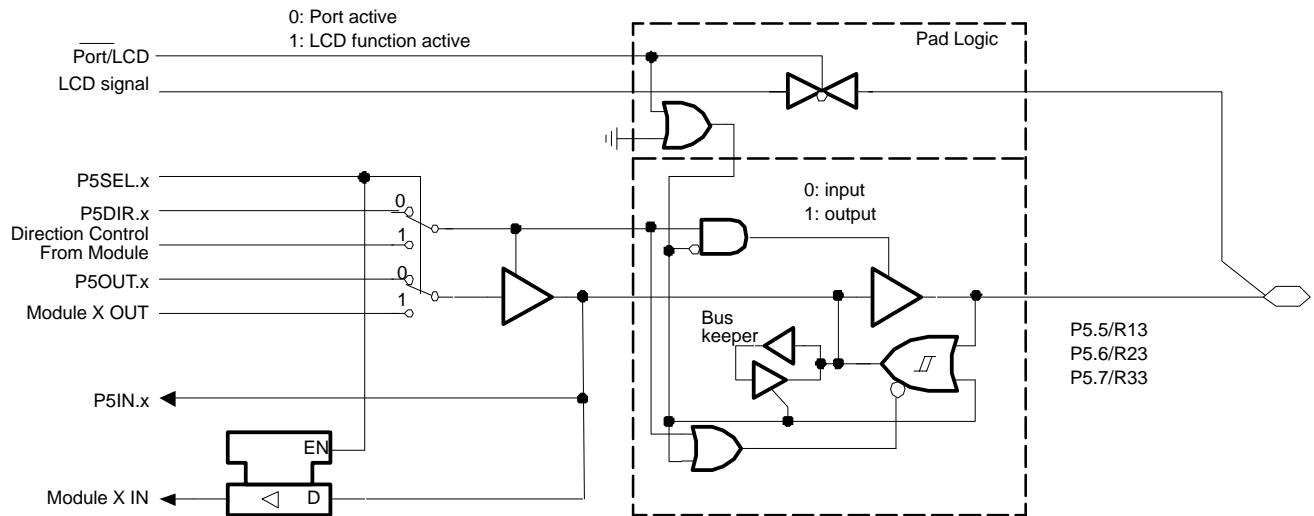 0: Port active
1: LCD function active
Pad Logic
Port/LCD
LCD signal
P5SEL.x
P5DIR.x
0
Direction Control
From Module
1
P5OUT.x
0
Module X OUT
1
0: input
1: output
Bus
keeper
P5.5/R13
P5.6/R23
P5.7/R33
P5IN.x
EN
Module X IN
D